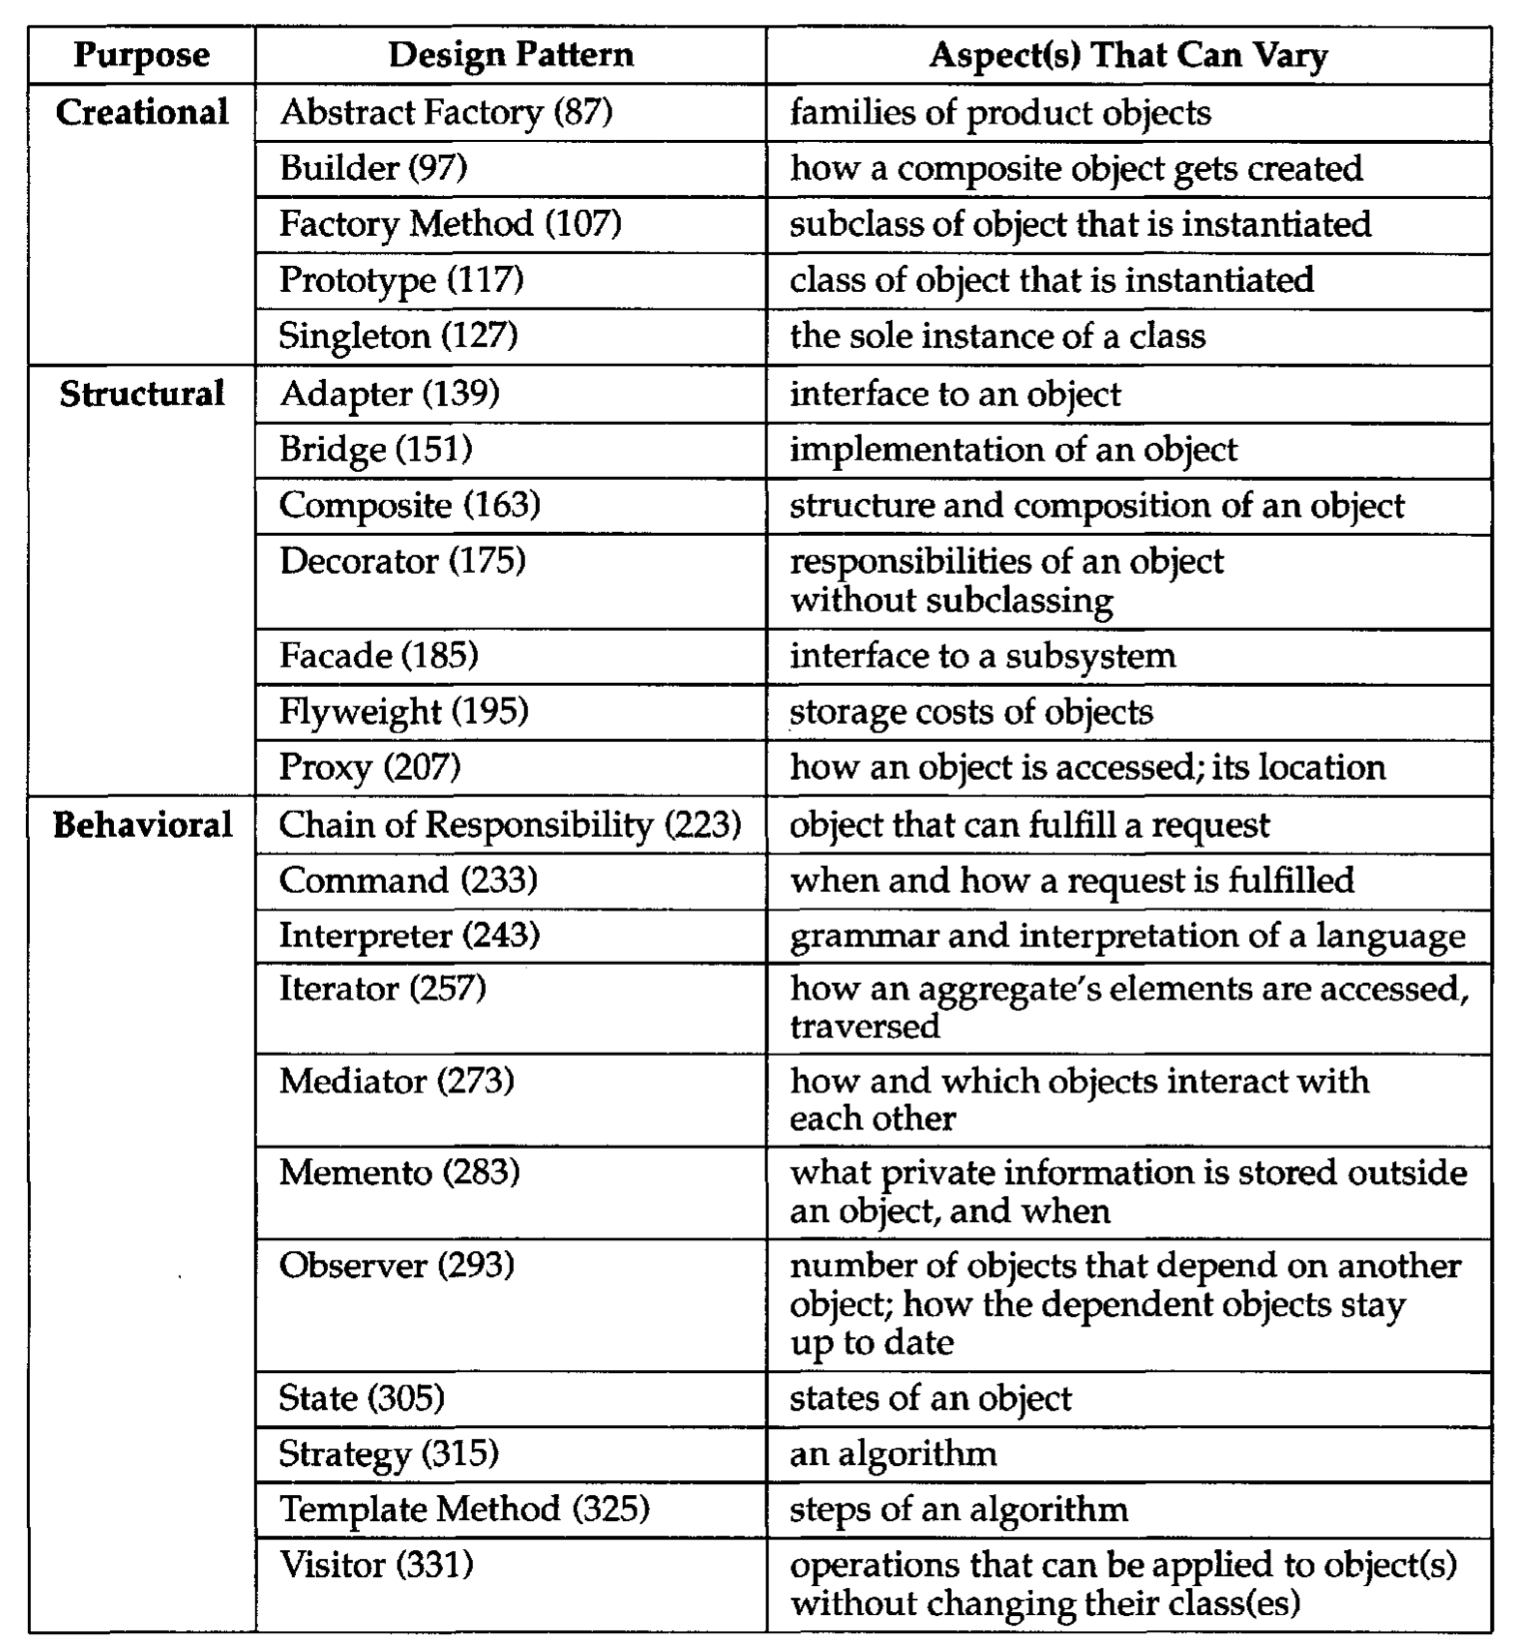 Purpose Design Pattern Aspect(s) That Can Vary
Creational Abstract Factory (87) families of product objects
Builder (97) how a composite object gets created
Factory Method (107) subclass of object that is instantiated
Prototype (117) class of object that is instantiated
Singleton (127) the sole instance of a class
Structural Adapter (139) interface to an object
Bridge (151) implementation of an object
Composite (163) structure and composition of an object
Decorator (175) responsibilities of an object
without subclassing
Facade (185) interface to a subsystem
Flyweight (195) storage costs of objects
Proxy (207) how an object is accessed; its location
Behavioral Chain of Responsibility (223) object that can fulfill a request
Command (233) when and how a request is fulfilled
Interpreter (243) grammar and interpretation of a language
Iterator (257) how an aggregate's elements are accessed,
traversed
Mediator (273) how and which objects interact with
each other
Memento (283) what private information is stored outside
an object, and when
Observer (293) number of objects that depend on another
object; how the dependent objects stay
up to date
State (305) states of an object
Strategy (315) an algorithm
Template Method (325) steps of an algorithm
Visitor (331) operations that can be applied to object(s)
without changing their class(es)